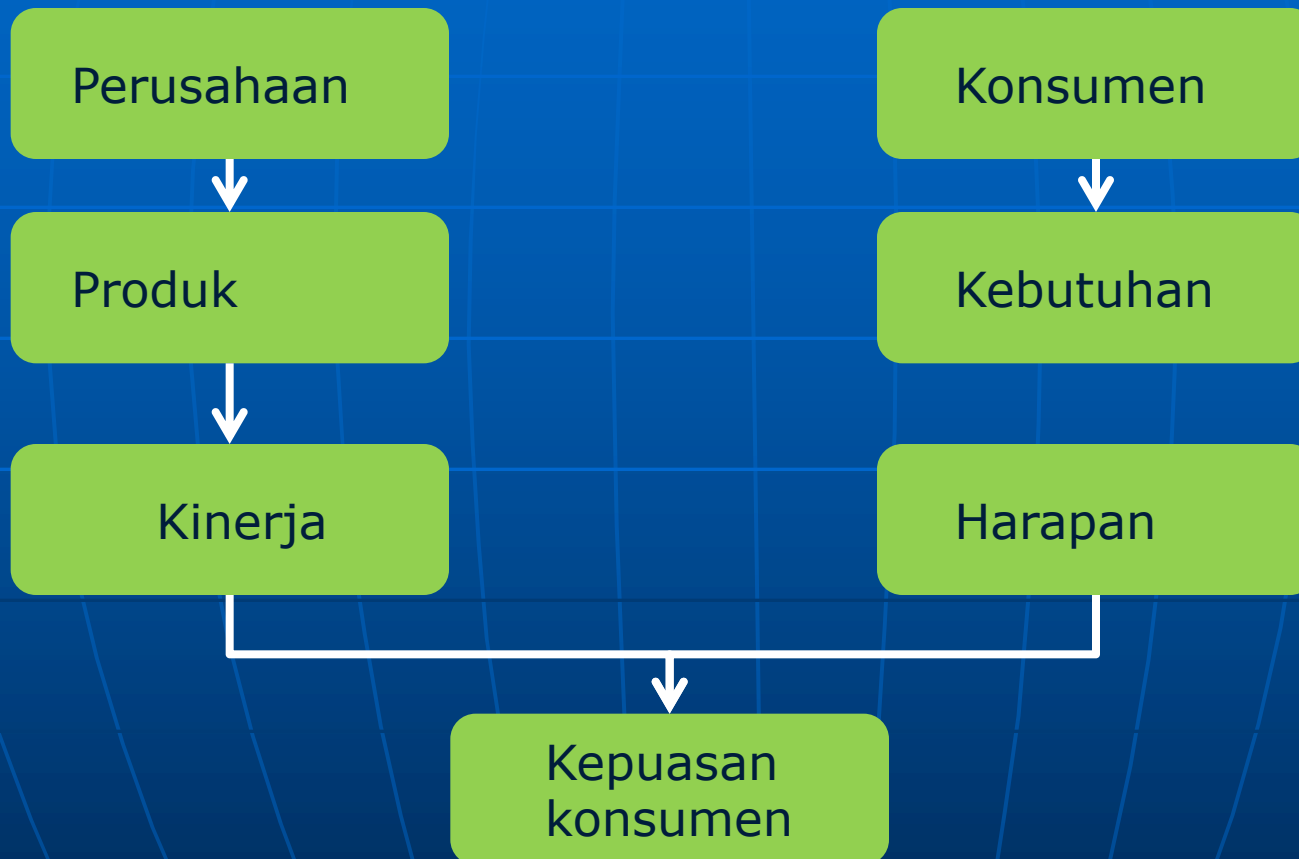 Perusahaan
Konsumen
Produk
Kebutuhan
Kinerja
Harapan
Kepuasan
konsumen